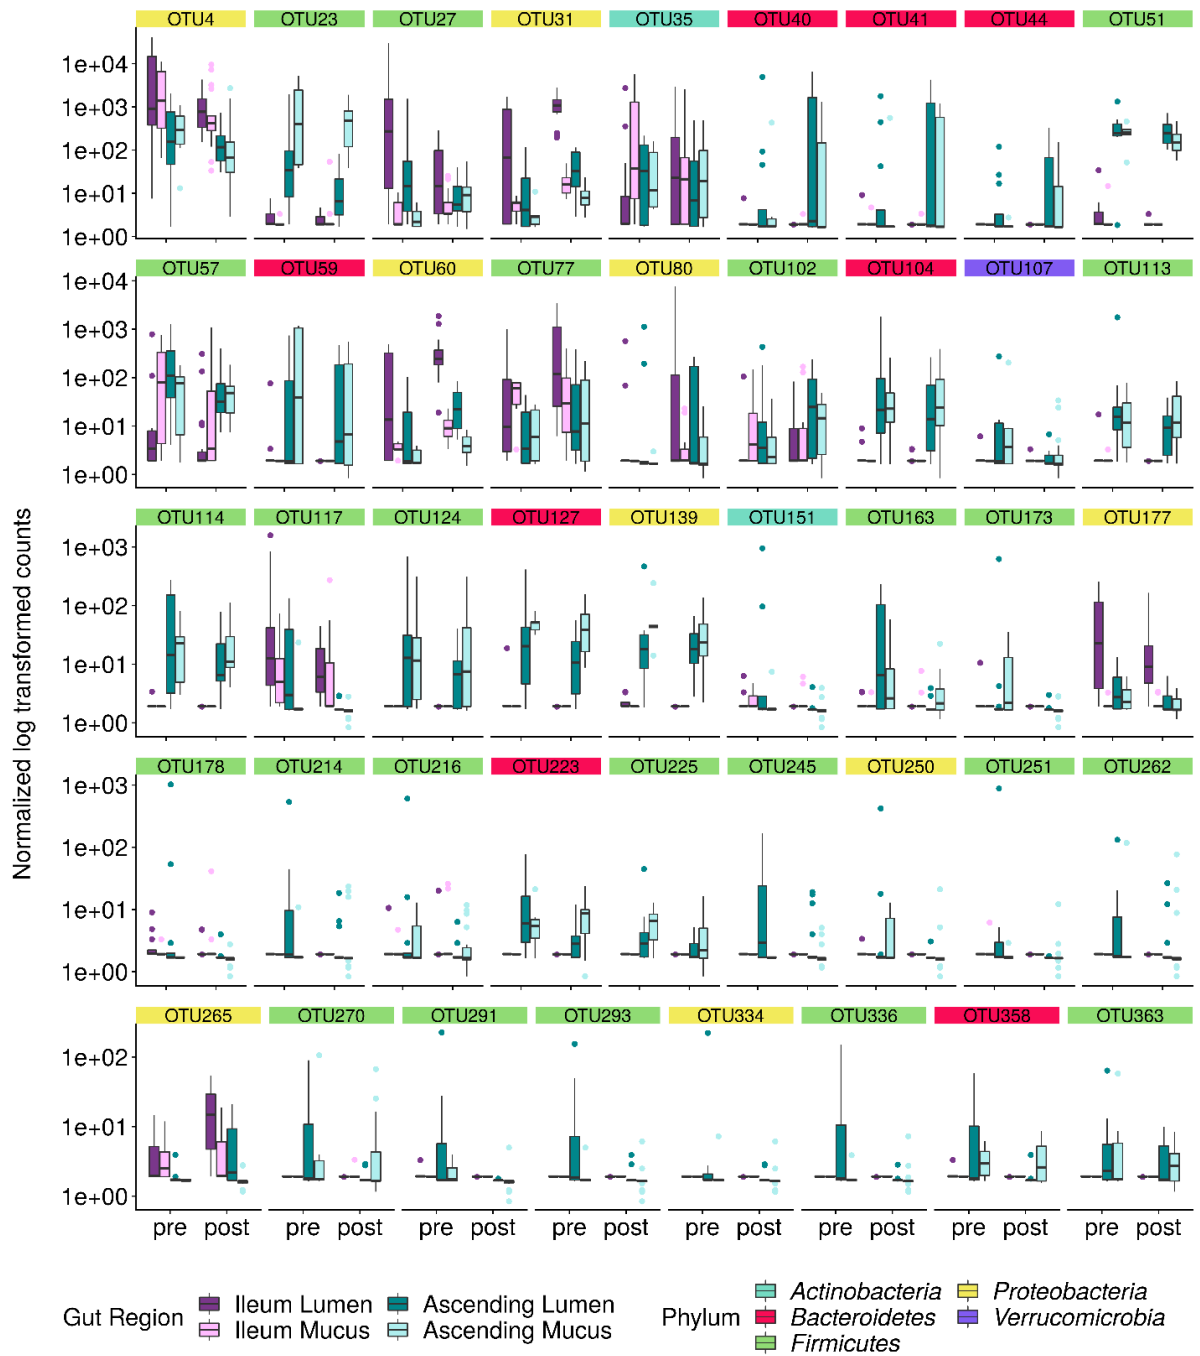 OTU4 OTU23 OTU27 OTU31 OTU35 OTU40 OTU41 OTU44 OTU51
1e+04
1e+03
1e+02
1e+01
1e+00
OTU57 OTU59 OTU60 OTU77 OTU80 OTU102 OTU104 OTU107 OTU113
1e+04
1e+03
1e+02
1e+01
1e+00
Normalized log transformed counts
OTU114 OTU117 OTU124 OTU127 OTU139 OTU151 OTU163 OTU173 OTU177
1e+03
1e+02
1e+01
1e+00
OTU178 OTU214 OTU216 OTU223 OTU225 OTU245 OTU250 OTU251 OTU262
1e+03
1e+02
1e+01
1e+00
OTU265 OTU270 OTU291 OTU293 OTU334 OTU336 OTU358 OTU363
1e+02
1e+01
1e+00
pre post pre post pre post pre post pre post pre post pre post pre post
Gut Region
Ileum Lumen
Ileum Mucus
Ascending Lumen
Ascending Mucus
Phylum
Actinobacteria
Bacteroidetes
Firmicutes
Proteobacteria
Verrucomicrobia